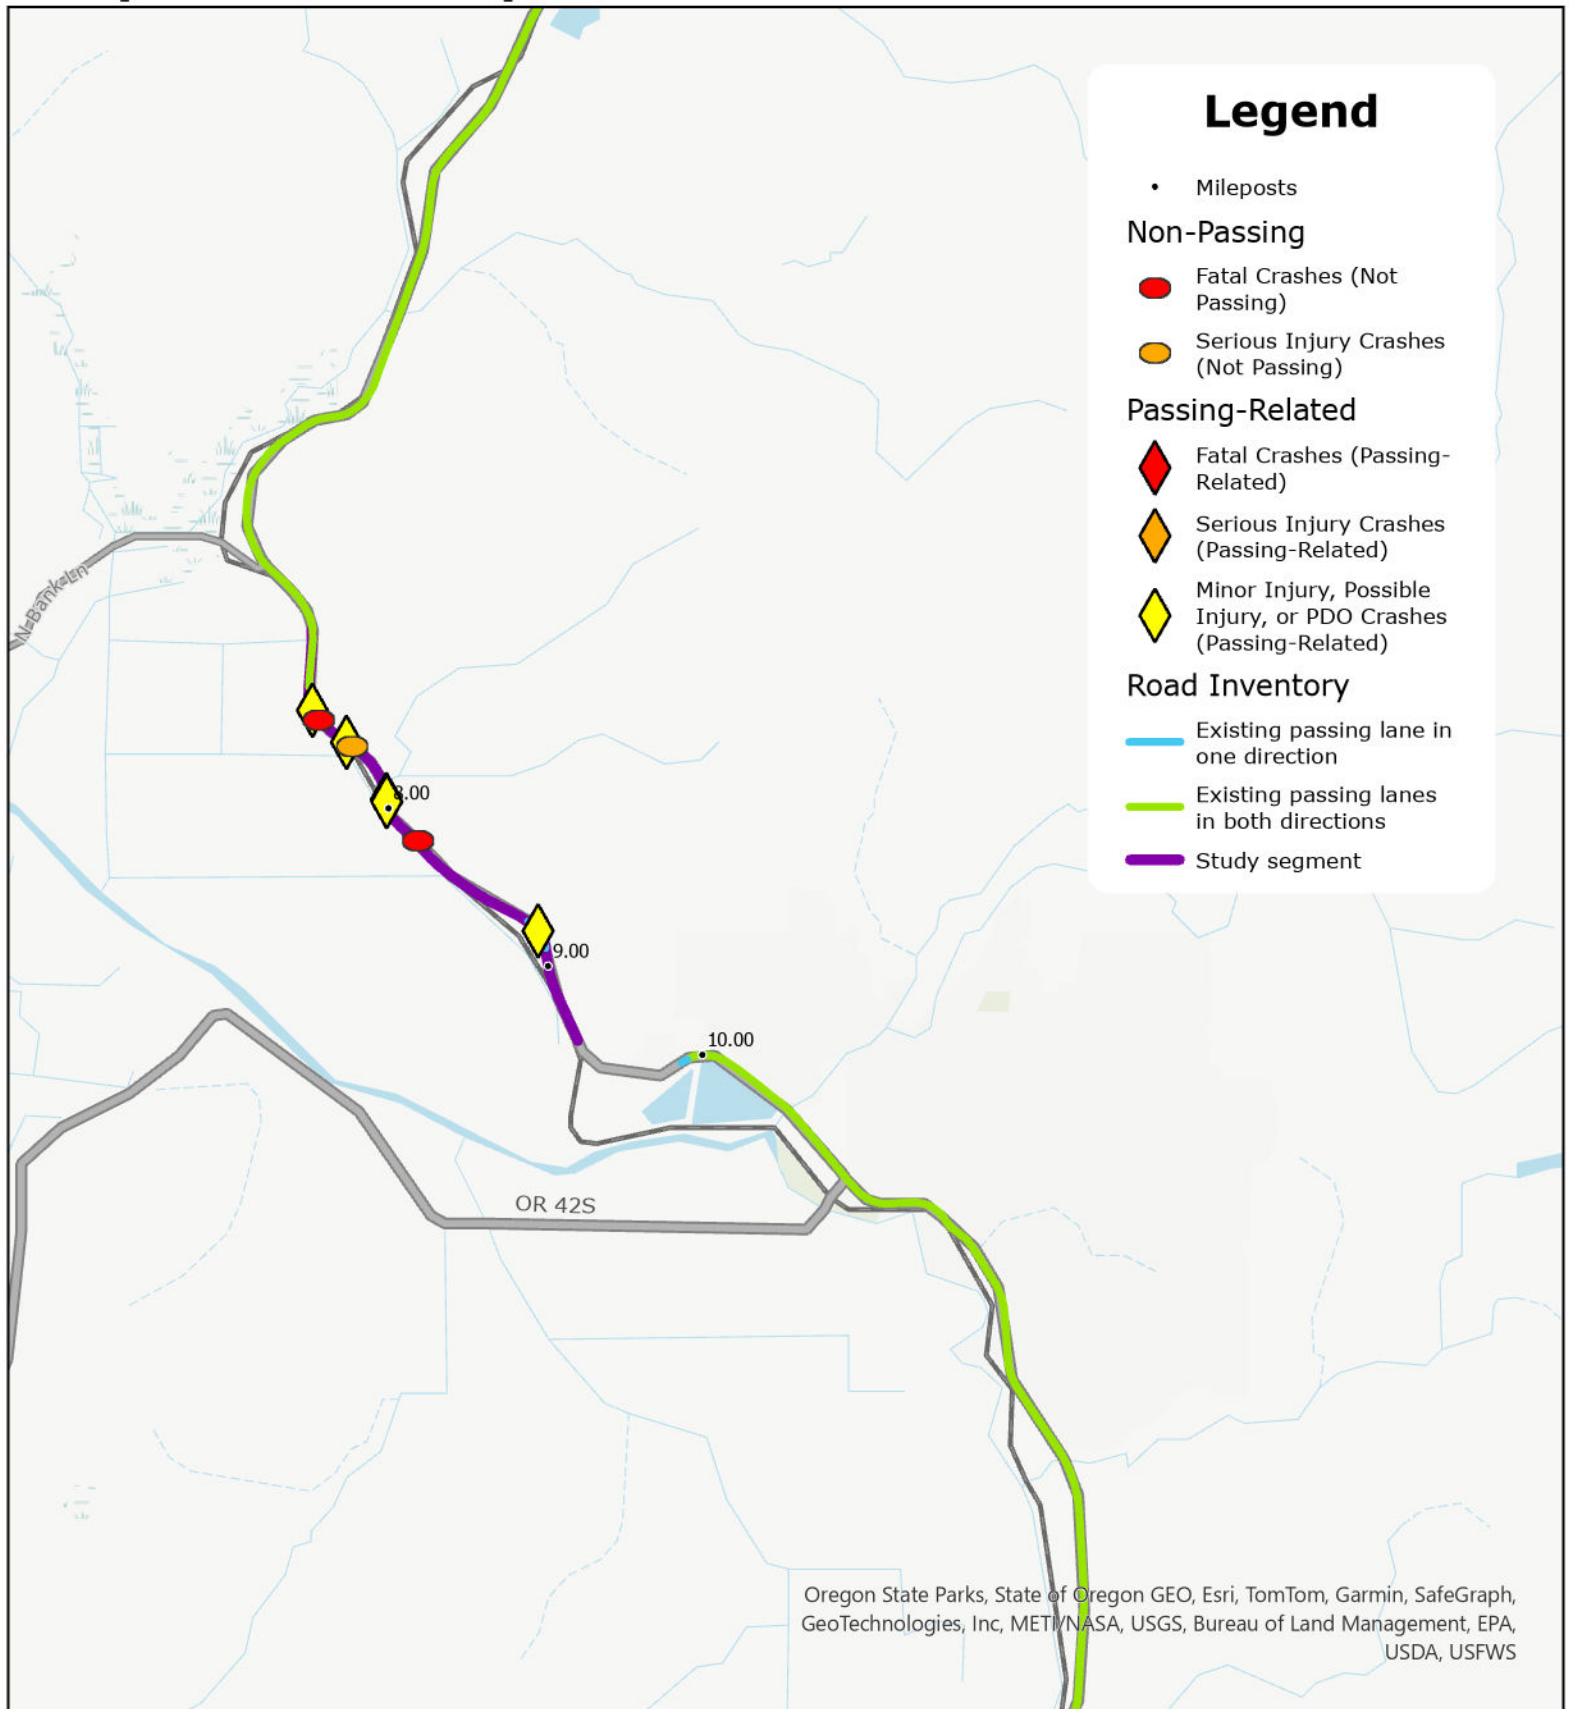 Legend
Mileposts
Non-Passing
Fatal Crashes (Not
Passing)
Serious Injury Crashes
(Not Passing)
Passing-Related
Fatal Crashes (Passing-
Related)
Serious Injury Crashes
(Passing-Related)
Minor Injury, Possible
Injury, or PDO Crashes
(Passing-Related)
Road Inventory
Existing passing lane in
one direction
Existing passing lanes
in both directions
Study segment
N Bank Ln
8.00
9.00
10.00
OR 42S
Oregon State Parks, State of Oregon GEO, Esri, TomTom, Garmin, SafeGraph,
GeoTechnologies, Inc, METI/NASA, USGS, Bureau of Land Management, EPA,
USDA, USFWS